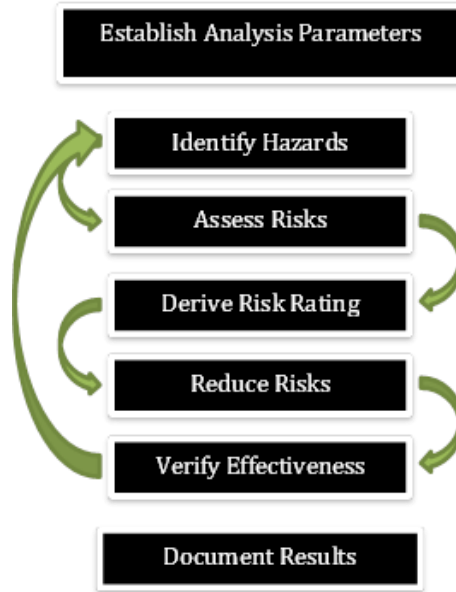 Establish Analysis Parameters
Identify Hazards
Assess Risks
Derive Risk Rating
Reduce Risks
Verify Effectiveness
Document Results